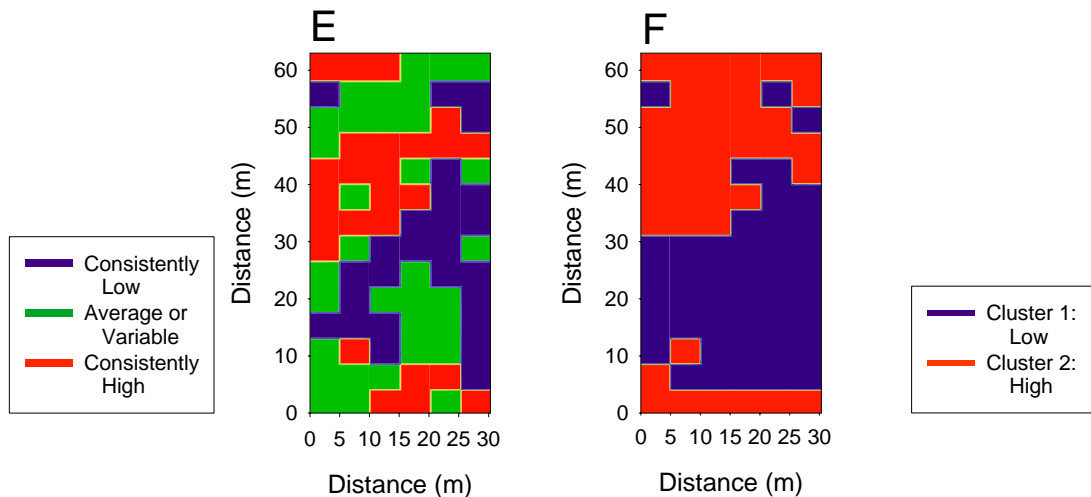 E
F
60
50
40
30
20
10
0
Distance (m)
0 5 10 15 20 25 30
Distance (m)
60
50
40
30
20
10
0
Distance (m)
0 5 10 15 20 25 30
Distance (m)
Consistently
Low
Average or
Variable
Consistently
High
Cluster 1:
Low
Cluster 2:
High